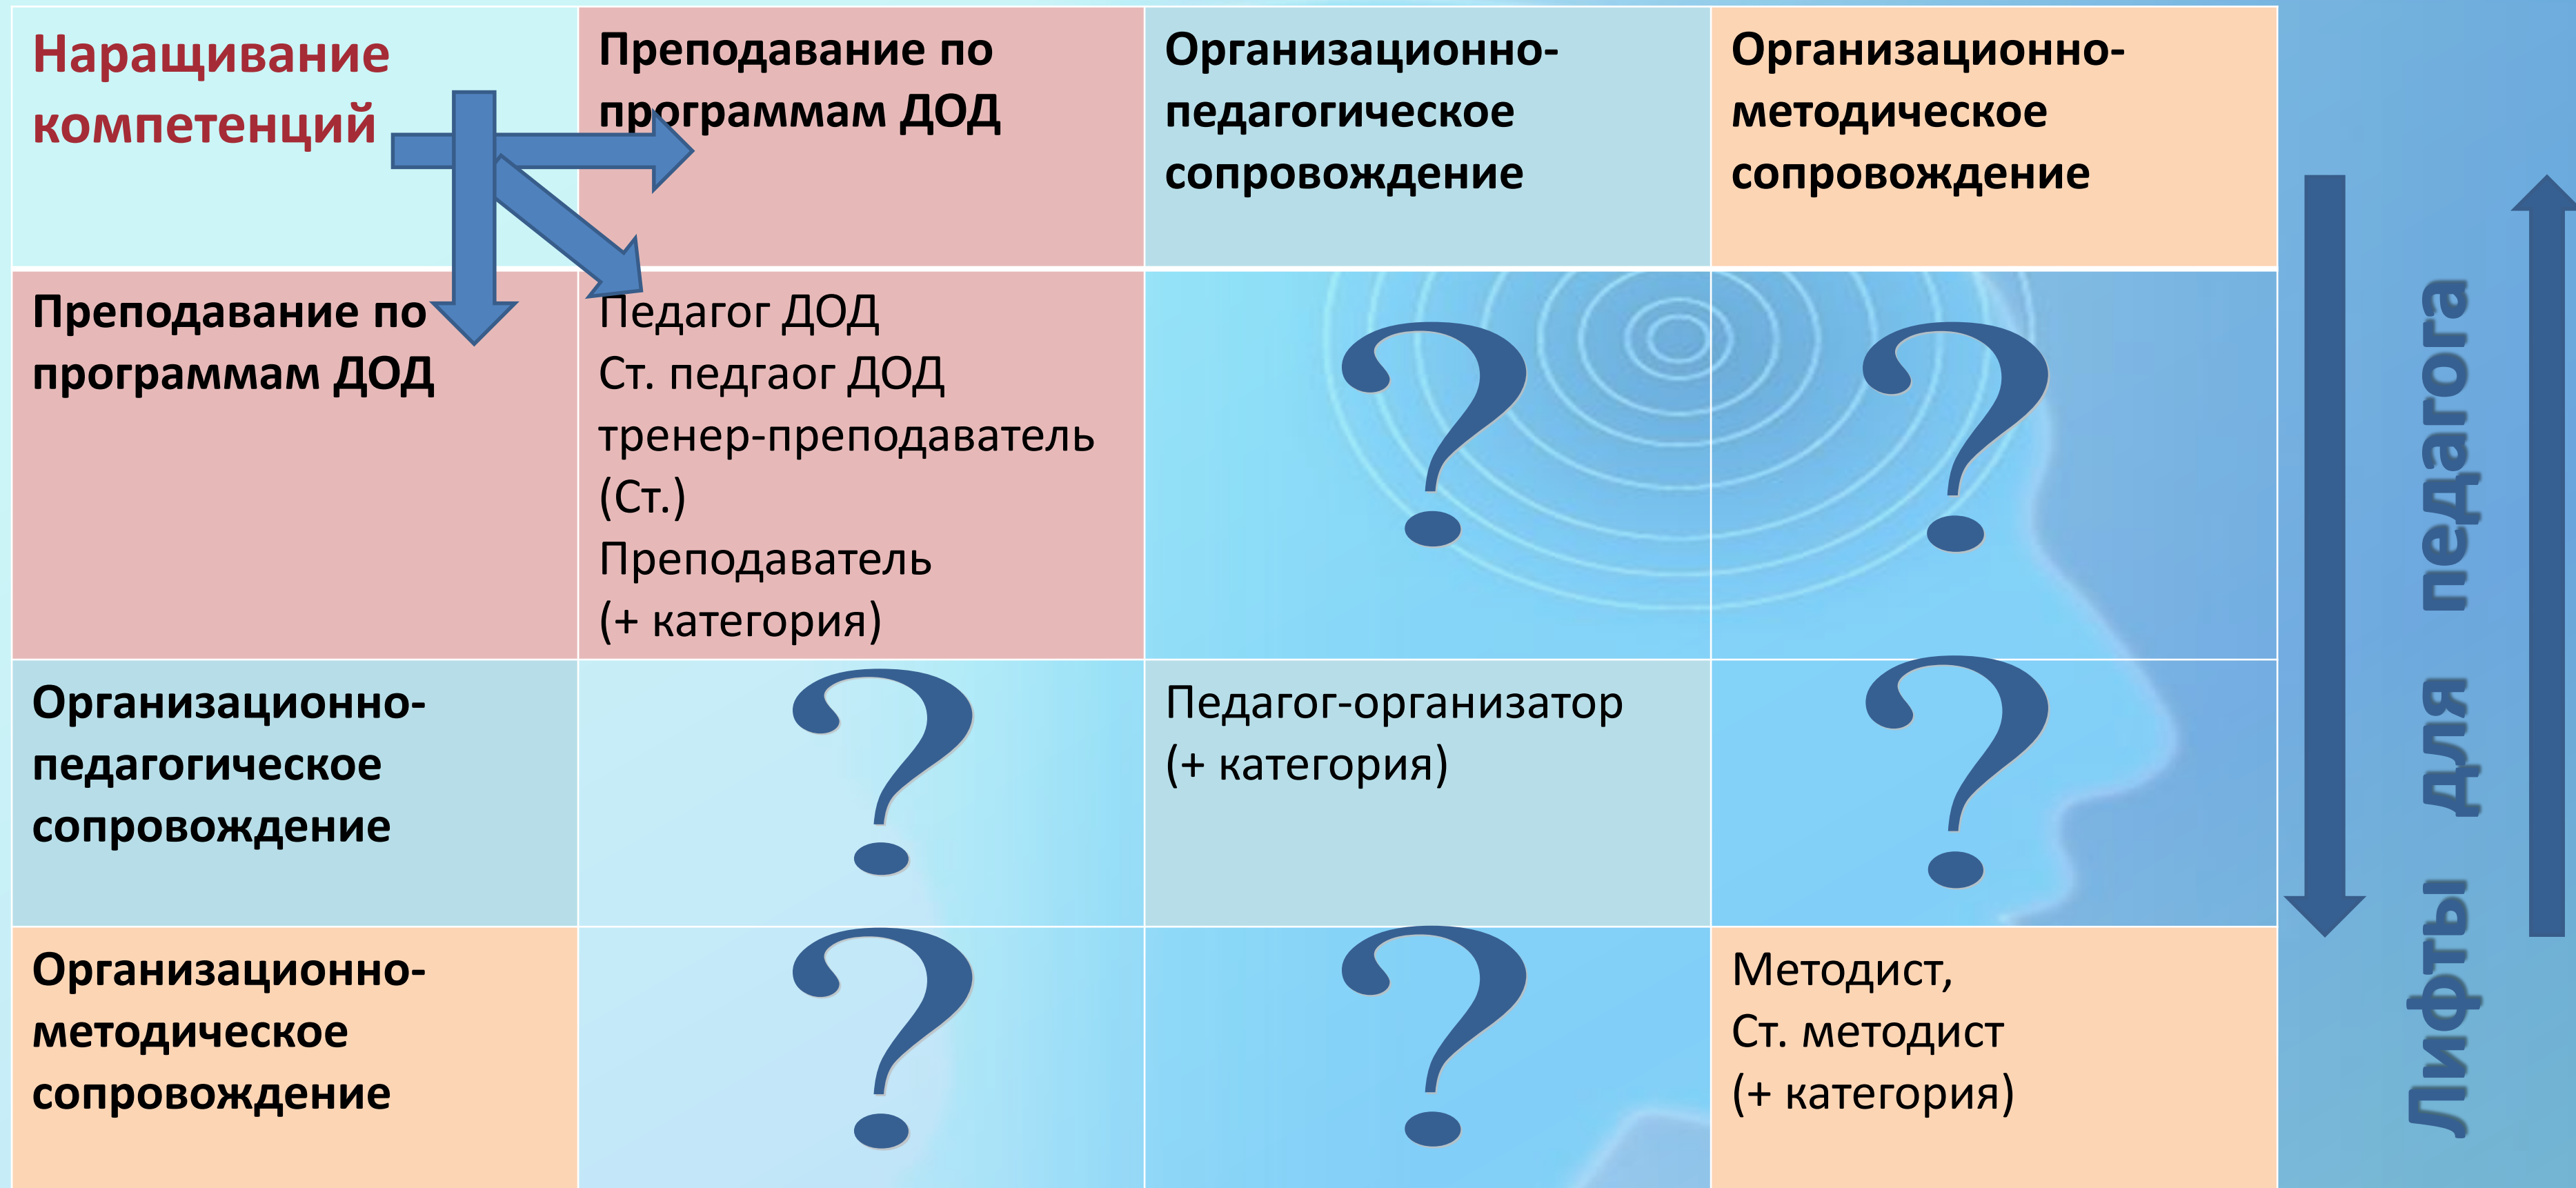 Наращивание
компетенций
Преподавание по
программам ДОД
Организационно-
педагогическое
сопровождение
Организационно-
методическое
сопровождение
Преподавание по
программам ДОД
Педагог ДОД
Ст. педгаог ДОД
тренер-преподаватель
(Ст.)
Преподаватель
(+ категория)
?
?
Организационно-
педагогическое
сопровождение
?
Педагог-организатор
(+ категория)
?
Организационно-
методическое
сопровождение
?
?
Методист,
Ст. методист
(+ категория)
Лифты для педагога